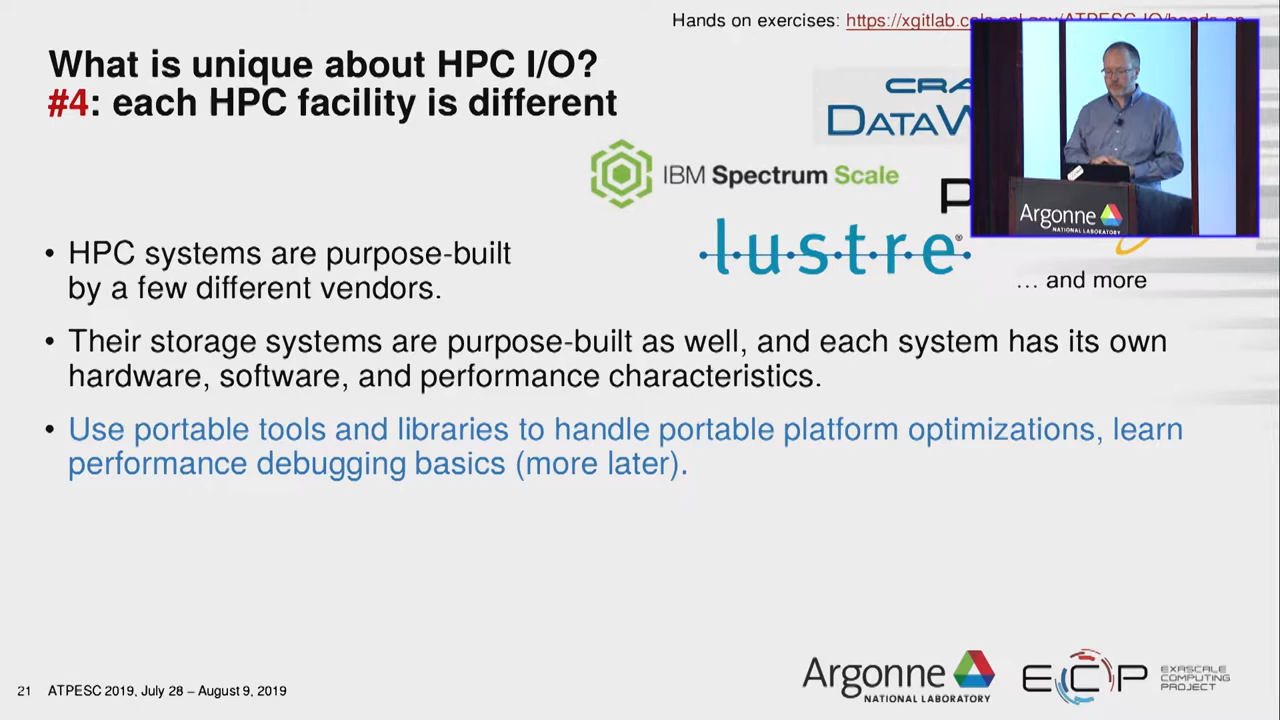 Hands on exercises:
What is unique about HPC I/O?
#4: each HPC facility is different
IBM Spectrum Scale
lustre®
Argonne
NATIONAL LABORATORY
… and more
• HPC systems are purpose-built
by a few different vendors.
• Their storage systems are purpose-built as well, and each system has its own
hardware, software, and performance characteristics.
• Use portable tools and libraries to handle portable platform optimizations, learn
performance debugging basics (more later).
21 ATPESC 2019, July 28 – August 9, 2019
Argonne
NATIONAL LABORATORY
ECP
EXASCALE
COMPUTING
PROJECT